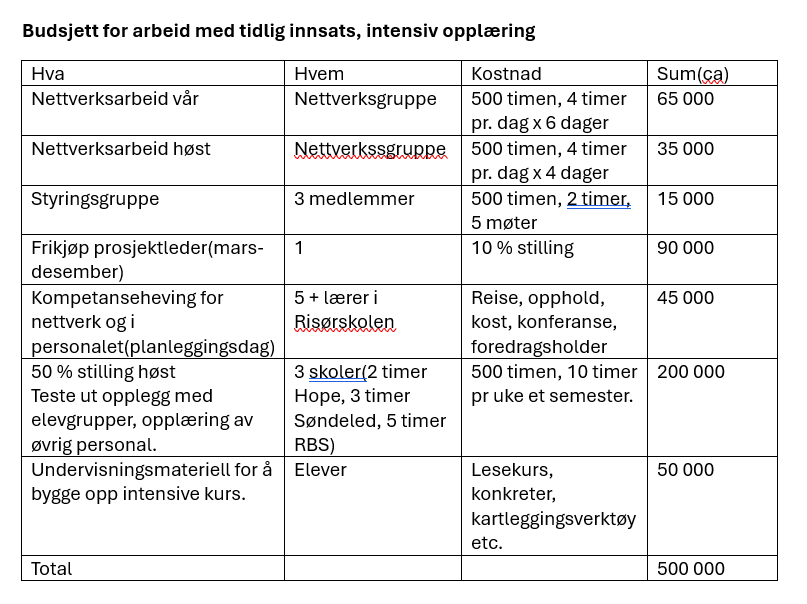 Budsjett for arbeid med tidlig innsats, intensiv opplæring
Hva Hvem Kostnad Sum(ca)
Nettverksarbeid vår Nettverksgruppe 500 timen, 4 timer 65 000
pr. dag x 6 dager
Nettverksarbeid høst Nettverkssgruppe 500 timen, 4 timer 35 000
pr. dag x 4 dager
Styringsgruppe 3 medlemmer 500 timen, 2 timer, 15 000
5 møter
Frikjøp prosjektleder(mars- 1 10 % stilling 90 000
desember)
Kompetanseheving for 5 + lærer i Reise, opphold, 45 000
nettverk og i Risørskolen kost, konferanse,
personalet(planleggingsdag) foredragsholder
50 % stilling høst 3 skoler(2 timer 500 timen, 10 timer 200 000
Teste ut opplegg med Hope, 3 timer pr uke et semester.
elevgrupper, opplæring av Søndeled, 5 timer
øvrig personal. RBS)
Undervisningsmateriell for å Elever Lesekurs, 50 000
bygge opp intensive kurs. konkreter,
kartleggingsverktøy
etc.
Total 500 000